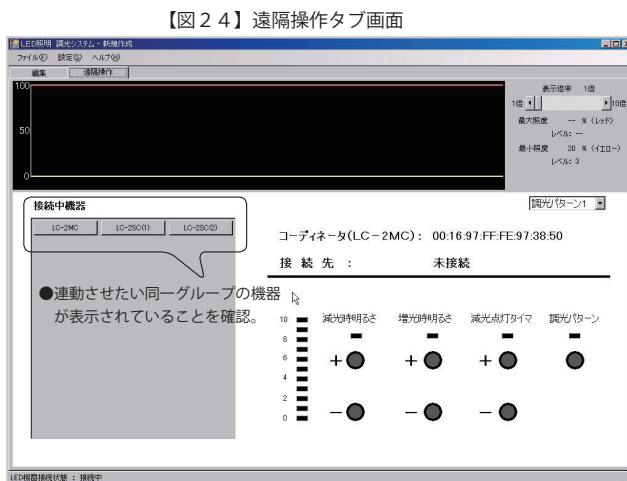 【図２４】遠隔操作タブ画面
LED照明 調光システム - 新規作成
ファイル(F) 設定(S) ヘルプ(H)
編集 遠隔操作
100
50
0
表示倍率 1倍
1倍 10倍
最大照度 -- % (レッド)
レベル: --
最小照度 20 % (イエロー)
レベル: 3
調光パターン1
接続中機器
LC-2MC LC-2SC(1) LC-2SC(2)
●連動させたい同一グループの機器
が表示されていることを確認。
コーディネータ(LC-2MC): 00:16:97:FF:FE:97:38:50
接 続 先 : 未接続
減光時明るさ 増光時明るさ 減光点灯タイマ 調光パターン
10
8
6
4
2
0
+ + +
- - -
LED機器接続状態 : 接続中